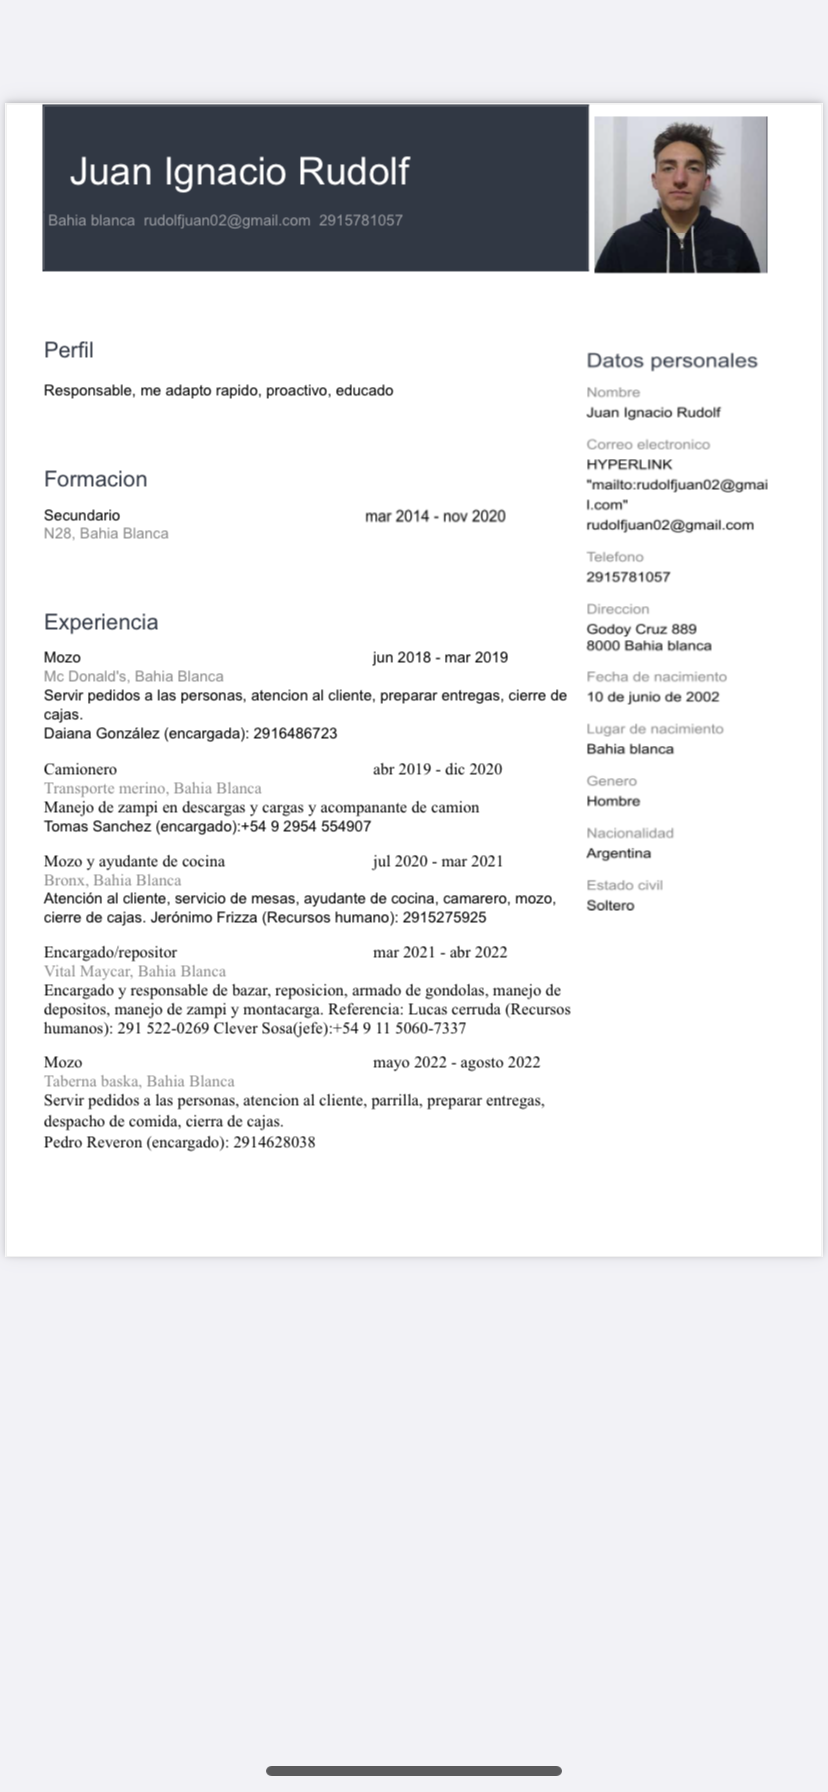 Juan Ignacio Rudolf
Bahia blanca rudolfjuan02@gmail.com 2915781057
Perfil
Responsable, me adapto rapido, proactivo, educado
Formacion
Secundario mar 2014 - nov 2020
N28, Bahia Blanca
Experiencia
Mozo jun 2018 - mar 2019
Mc Donald's, Bahia Blanca
Servir pedidos a las personas, atencion al cliente, preparar entregas, cierre de
cajas.
Daiana González (encargada): 2916486723
Camionero abr 2019 - dic 2020
Transporte merino, Bahia Blanca
Manejo de zampi en descargas y cargas y acompanante de camion
Tomas Sanchez (encargado):+54 9 2954 554907
Mozo y ayudante de cocina jul 2020 - mar 2021
Bronx, Bahia Blanca
Atención al cliente, servicio de mesas, ayudante de cocina, camarero, mozo,
cierre de cajas. Jerónimo Frizza (Recursos humano): 2915275925
Encargado/repositor mar 2021 - abr 2022
Vital Maycar, Bahia Blanca
Encargado y responsable de bazar, reposicion, armado de gondolas, manejo de
depositos, manejo de zampi y montacarga. Referencia: Lucas cerruda (Recursos
humanos): 291 522-0269 Clever Sosa(jefe):+54 9 11 5060-7337
Mozo mayo 2022 - agosto 2022
Taberna baska, Bahia Blanca
Servir pedidos a las personas, atencion al cliente, parrilla, preparar entregas,
despacho de comida, cierra de cajas.
Pedro Reveron (encargado): 2914628038
Datos personales
Nombre
Juan Ignacio Rudolf
Correo electronico
HYPERLINK
"mailto:rudolfjuan02@gmai
l.com"
rudolfjuan02@gmail.com
Telefono
2915781057
Direccion
Godoy Cruz 889
8000 Bahia blanca
Fecha de nacimiento
10 de junio de 2002
Lugar de nacimiento
Bahia blanca
Genero
Hombre
Nacionalidad
Argentina
Estado civil
Soltero